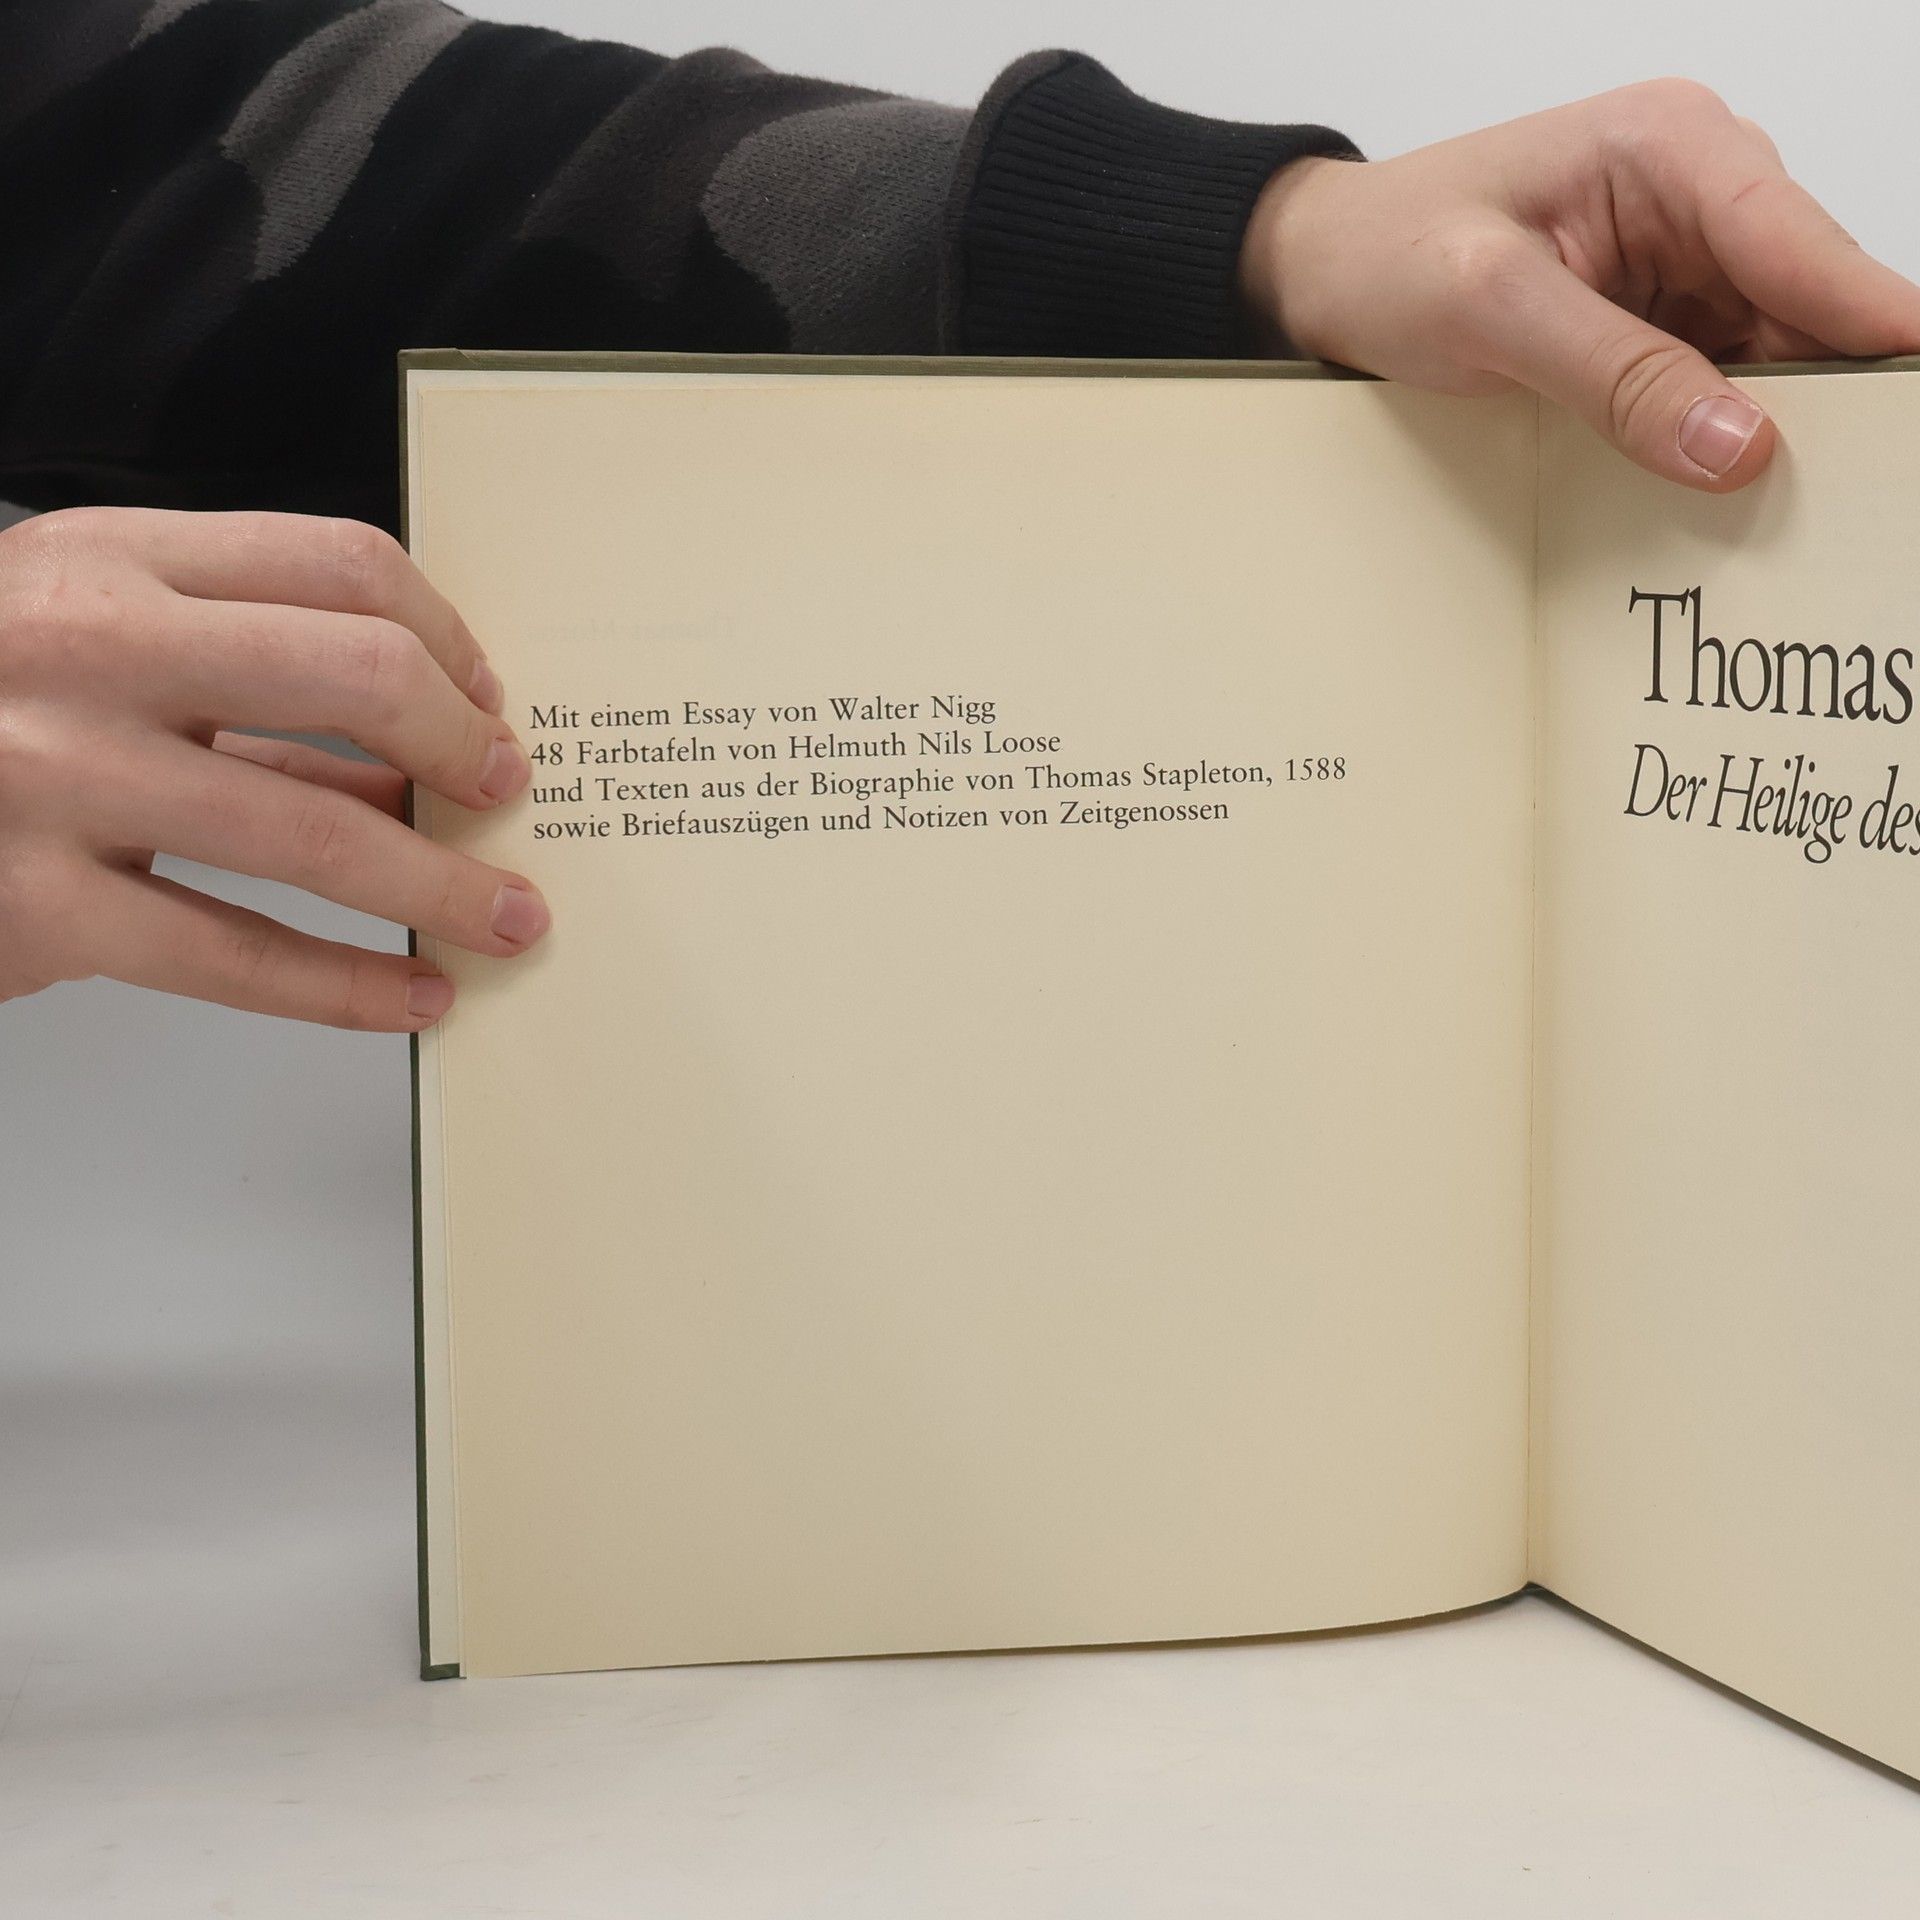 Mit einem Essay von Walter Nigg
48 Farbtafeln von Helmuth Nils Loose
und Texten aus der Biographie von Thomas Stapleton, 1588
sowie Briefauszügen und Notizen von Zeitgenossen
Thomas
Der Heilige des